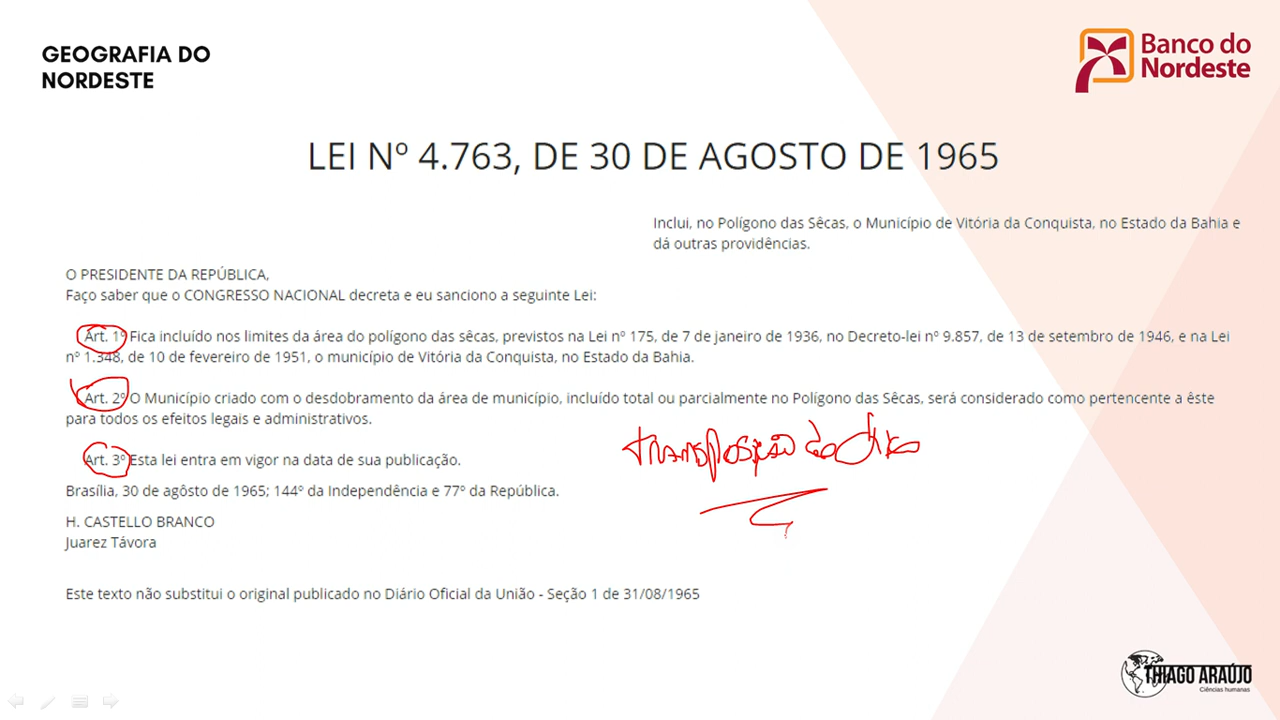 GEOGRAFIA DO
NORDESTE
Banco do
Nordeste
LEI Nº 4.763, DE 30 DE AGOSTO DE 1965
Inclui, no Polígono das Sêcas, o Município de Vitória da Conquista, no Estado da Bahia e
dá outras providências.
O PRESIDENTE DA REPÚBLICA,
Faço saber que o CONGRESSO NACIONAL decreta e eu sanciono a seguinte Lei:
Art. 1º Fica incluído nos limites da área do polígono das sêcas, previstos na Lei nº 175, de 7 de janeiro de 1936, no Decreto-lei nº 9.857, de 13 de setembro de 1946, e na Lei
nº 1.348, de 10 de fevereiro de 1951, o município de Vitória da Conquista, no Estado da Bahia.
Art. 2º O Município criado com o desdobramento da área de município, incluído total ou parcialmente no Polígono das Sêcas, será considerado como pertencente a êste
para todos os efeitos legais e administrativos.
Art. 3º Esta lei entra em vigor na data de sua publicação.
TRANSPOSIÇÃO do
Brasília, 30 de agôsto de 1965; 144º da Independência e 77º da República.
H. CASTELLO BRANCO
Juarez Távora
Este texto não substitui o original publicado no Diário Oficial da União - Seção 1 de 31/08/1965
THIAGO ARAÚJO
Ciências humanas